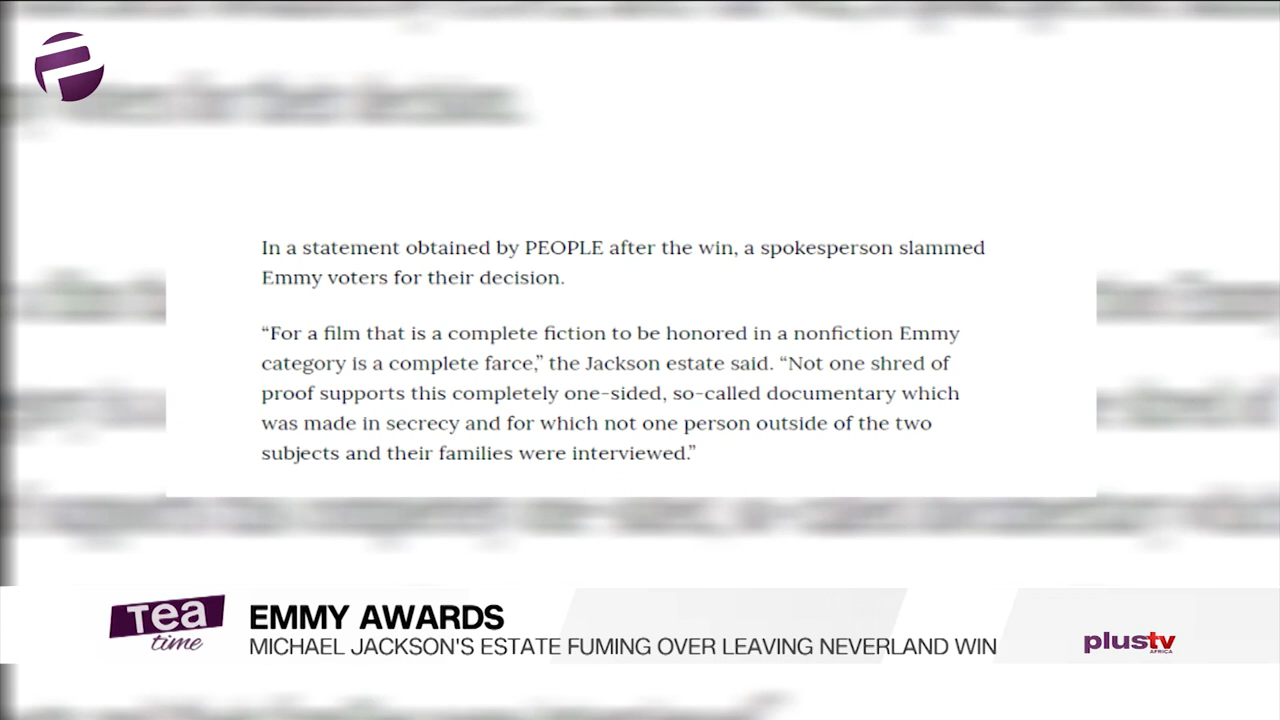 In a statement obtained by PEOPLE after the win, a spokesperson slammed
Emmy voters for their decision.
“For a film that is a complete fiction to be honored in a nonfiction Emmy
category is a complete farce,” the Jackson estate said. “Not one shred of
proof supports this completely one-sided, so-called documentary which
was made in secrecy and for which not one person outside of the two
subjects and their families were interviewed.”
Tea
time
EMMY AWARDS
MICHAEL JACKSON'S ESTATE FUMING OVER LEAVING NEVERLAND WIN
plustv
AFRICA